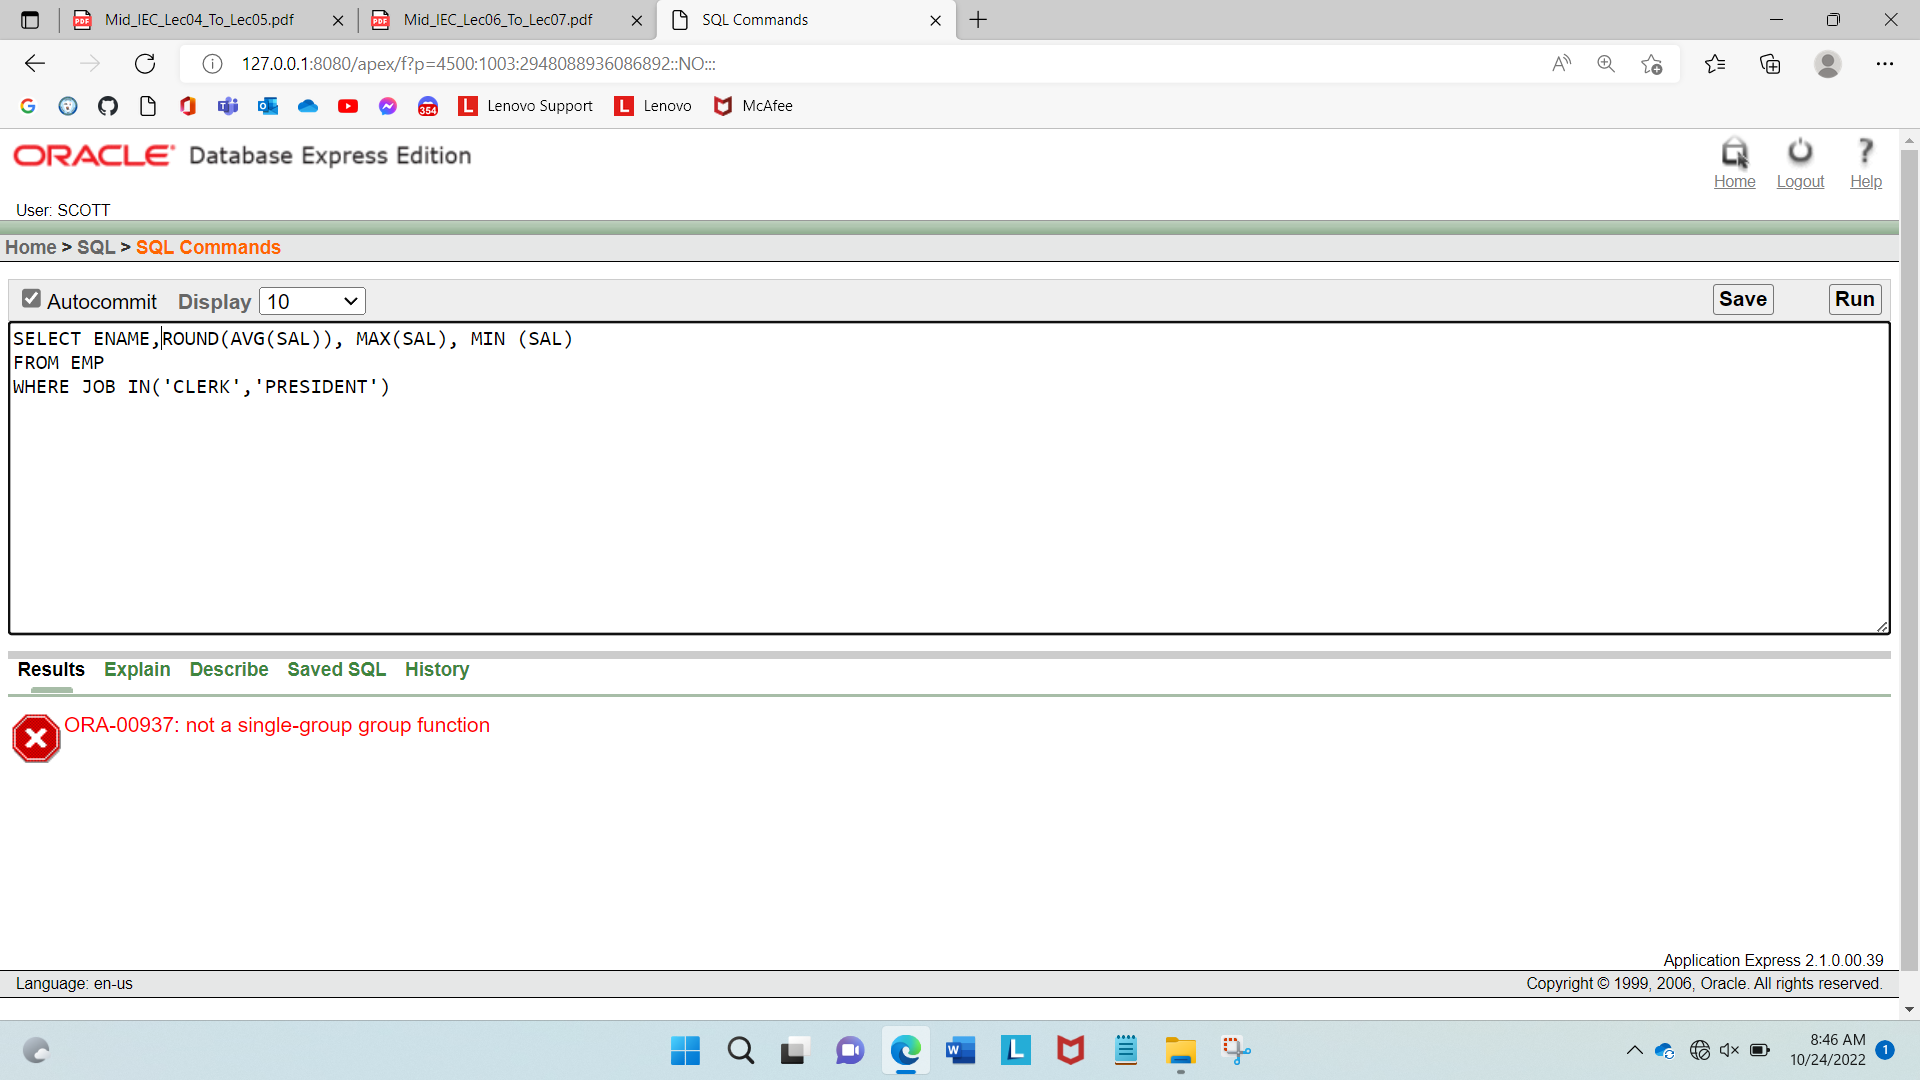 Mid_IEC_Lec04_To_Lec05.pdf
Mid_IEC_Lec06_To_Lec07.pdf
SQL Commands
127.0.0.1:8080/apex/f?p=4500:1003:2948088936086892::NO:::
354
L Lenovo Support
L Lenovo
McAfee
ORACLE Database Express Edition
Home
Logout
? Help
User: SCOTT
Home > SQL > SQL Commands
Autocommit
Display 10
Save
Run
SELECT ENAME,ROUND(AVG(SAL)), MAX(SAL), MIN (SAL)
FROM EMP
WHERE JOB IN('CLERK','PRESIDENT')
Results Explain Describe Saved SQL History
ORA-00937: not a single-group group function
Application Express 2.1.0.00.39
Language: en-us
Copyright © 1999, 2006, Oracle. All rights reserved.
8:46 AM
10/24/2022
1